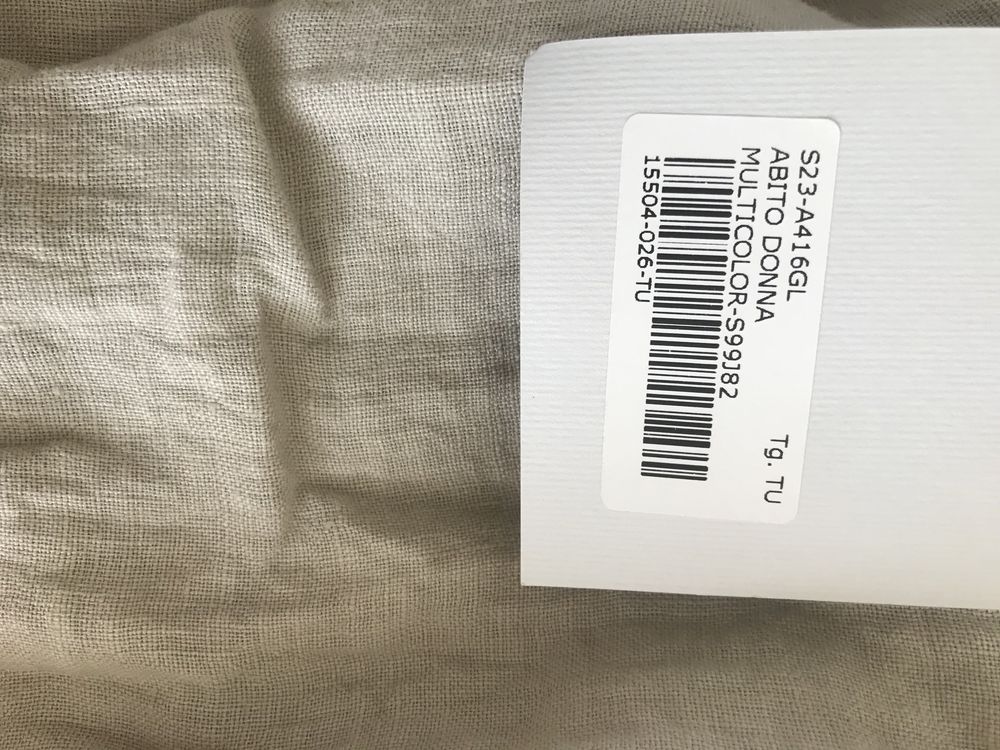 S23-A416GL
ABITO DONNA Tg. TU
MULTICOLOR-S99J82
15504-026-TU